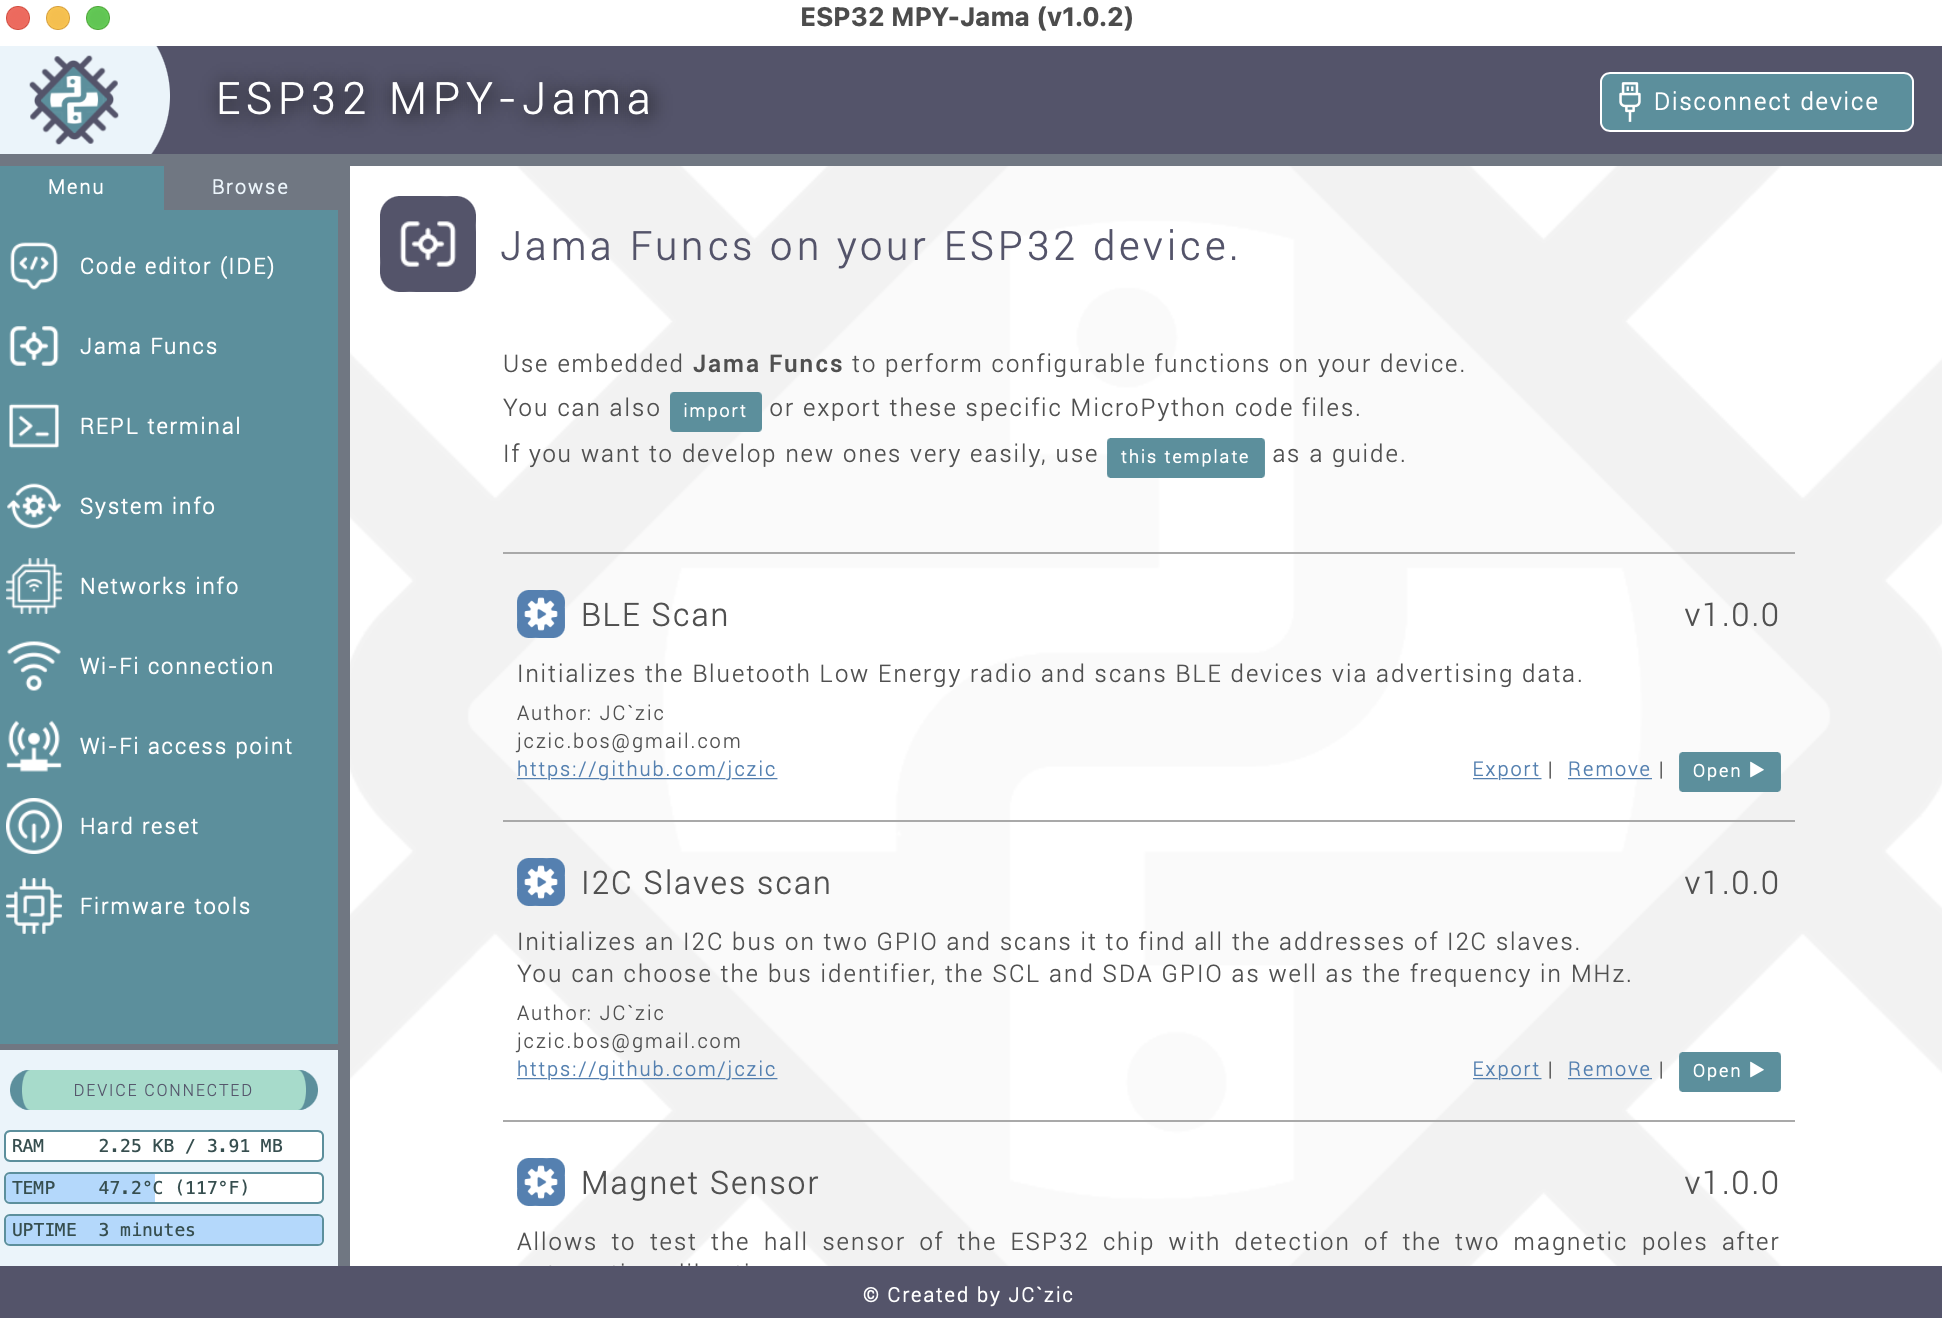 ESP32 MPY-Jama (v1.0.2)
ESP32 MPY-Jama
Disconnect device
Menu
Browse
Code editor (IDE)
Jama Funcs
REPL terminal
System info
Networks info
Wi-Fi connection
Wi-Fi access point
Hard reset
Firmware tools
DEVICE CONNECTED
RAM 2.25 KB / 3.91 MB
TEMP 47.2°C (117°F)
UPTIME 3 minutes
Jama Funcs on your ESP32 device.
Use embedded Jama Funcs to perform configurable functions on your device.
You can also import or export these specific MicroPython code files.
If you want to develop new ones very easily, use this template as a guide.
BLE Scan v1.0.0
Initializes the Bluetooth Low Energy radio and scans BLE devices via advertising data.
Author: JC`zic
jczic.bos@gmail.com
https://github.com/jczic Export | Remove | Open
I2C Slaves scan v1.0.0
Initializes an I2C bus on two GPIO and scans it to find all the addresses of I2C slaves.
You can choose the bus identifier, the SCL and SDA GPIO as well as the frequency in MHz.
Author: JC`zic
jczic.bos@gmail.com
https://github.com/jczic Export | Remove | Open
Magnet Sensor v1.0.0
Allows to test the hall sensor of the ESP32 chip with detection of the two magnetic poles after
© Created by JC`zic